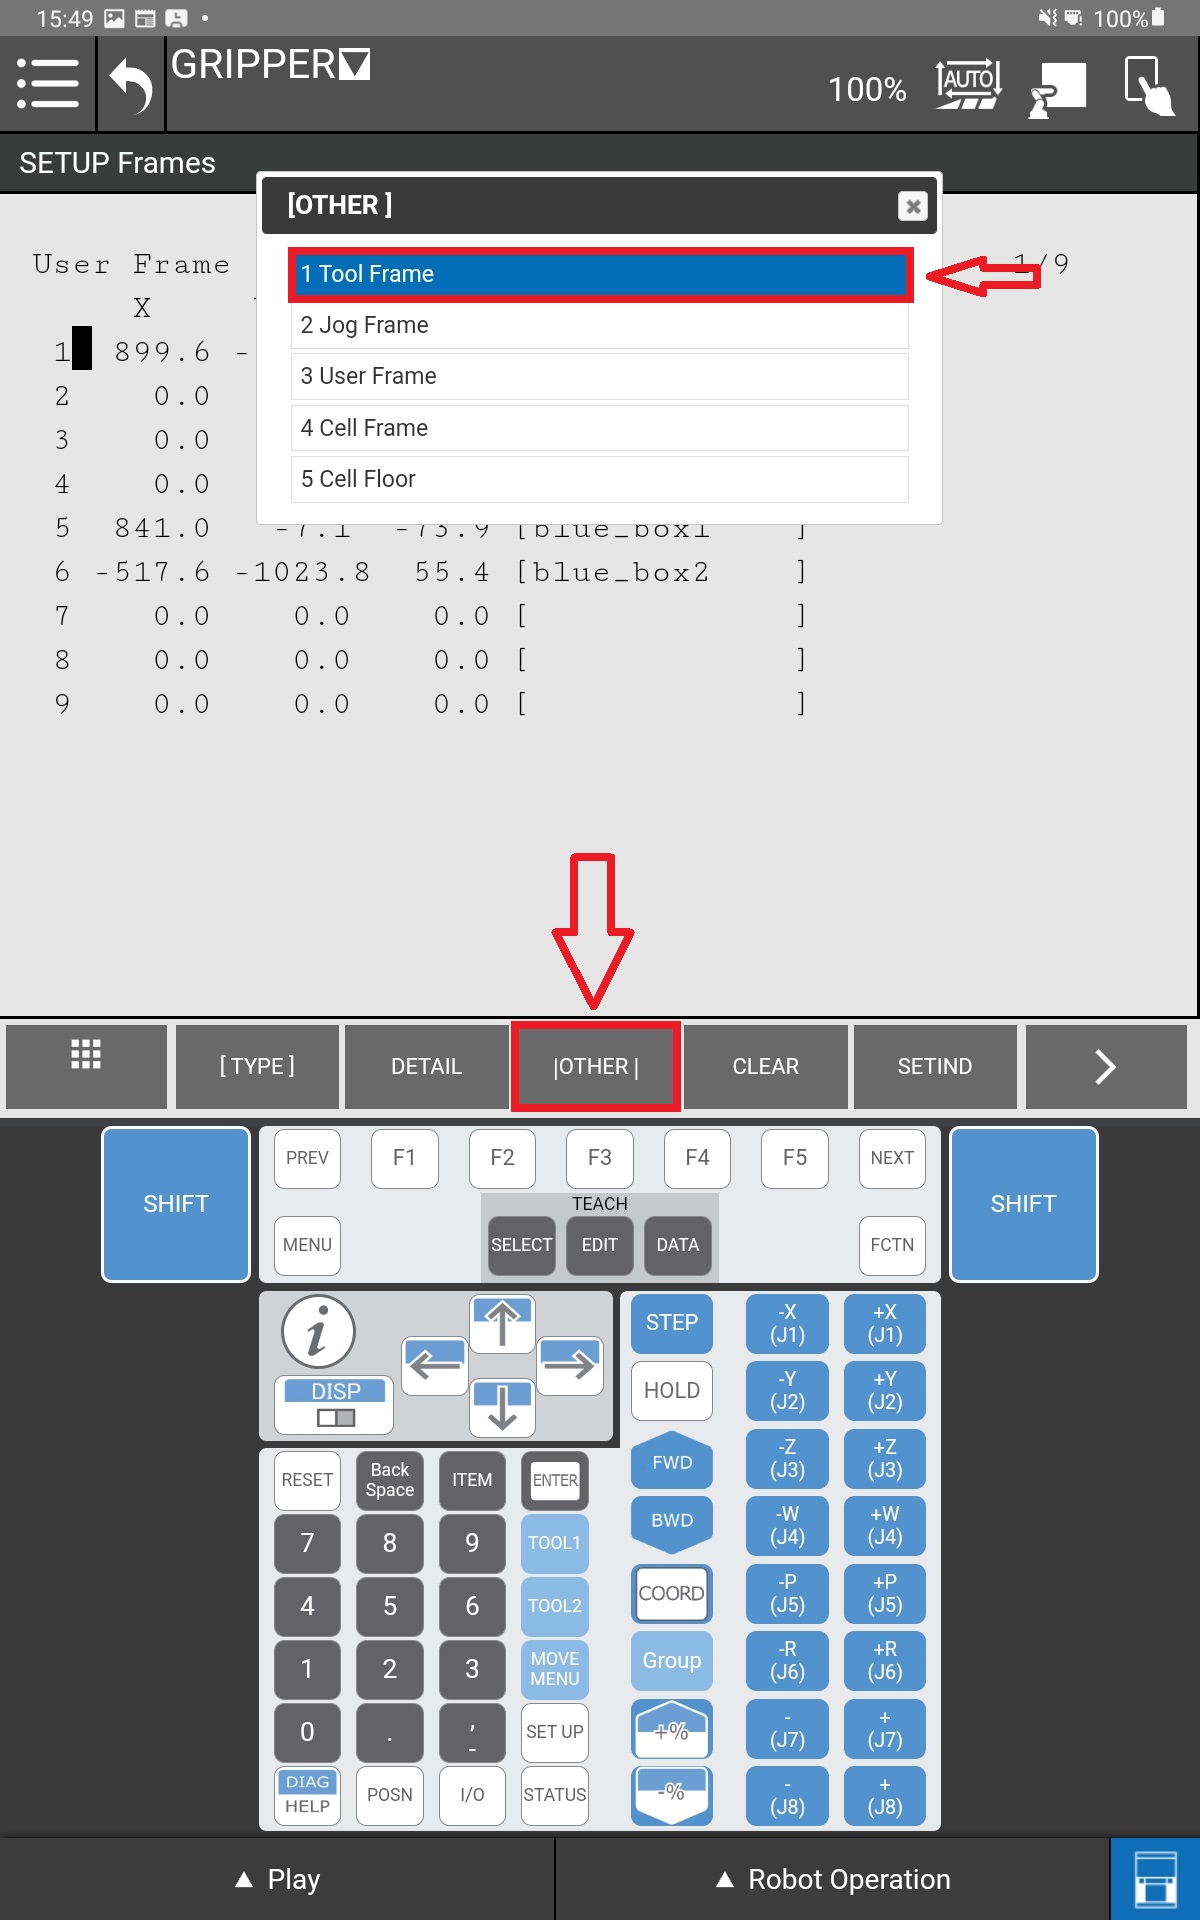 15:49
100%
GRIPPER
100%
AUTO
SETUP Frames
[OTHER ]
User Frame 1/9
1 Tool Frame
X
2 Jog Frame
1 899.6 -
3 User Frame
2 0.0
4 Cell Frame
3 0.0
5 Cell Floor
4 0.0
5 841.0 -7.1 -73.9 [blue_box1 ]
6 -517.6 -1023.8 55.4 [blue_box2 ]
7 0.0 0.0 0.0 [ ]
8 0.0 0.0 0.0 [ ]
9 0.0 0.0 0.0 [ ]
[ TYPE ] DETAIL |OTHER | CLEAR SETIND >
SHIFT
PREV F1 F2 F3 F4 F5 NEXT
SHIFT
TEACH
MENU SELECT EDIT DATA FCTN
i
DISP
STEP
HOLD
FWD
BWD
COORD
Group
+%
-%
-X
(J1)
+X
(J1)
-Y
(J2)
+Y
(J2)
-Z
(J3)
+Z
(J3)
-W
(J4)
+W
(J4)
-P
(J5)
+P
(J5)
-R
(J6)
+R
(J6)
-
(J7)
+
(J7)
-
(J8)
+
(J8)
RESET
Back
Space
ITEM
ENTER
7 8 9 TOOL1
4 5 6 TOOL2
1 2 3
MOVE
MENU
0 . ,
-
SET UP
DIAG
HELP
POSN I/O STATUS
▲ Play ▲ Robot Operation